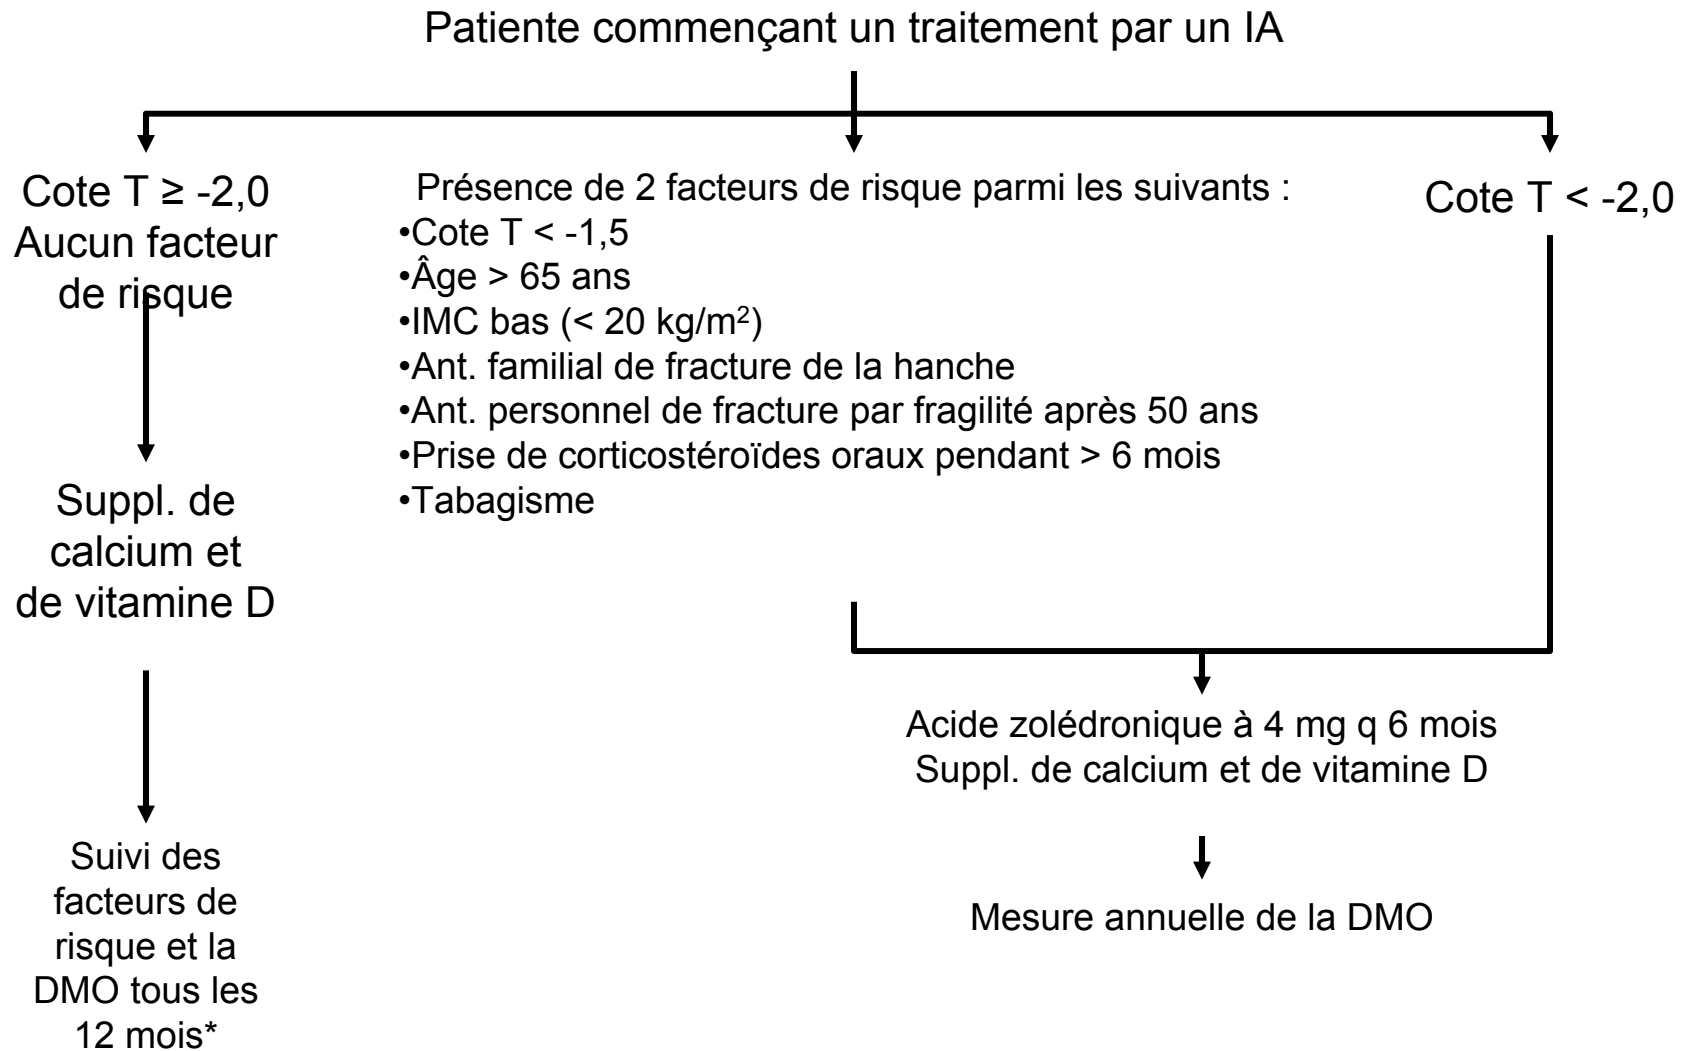 Patiente commençant un traitement par un IA
Cote T ≥ -2,0
Aucun facteur
de risque
Suppl. de
calcium et
de vitamine D
Suivi des
facteurs de
risque et la
DMO tous les
12 mois*
Présence de 2 facteurs de risque parmi les suivants :
•Cote T < -1,5
•Âge > 65 ans
•IMC bas (< 20 kg/m²)
•Ant. familial de fracture de la hanche
•Ant. personnel de fracture par fragilité après 50 ans
•Prise de corticostéroïdes oraux pendant > 6 mois
•Tabagisme
Cote T < -2,0
Acide zolédronique à 4 mg q 6 mois
Suppl. de calcium et de vitamine D
Mesure annuelle de la DMO